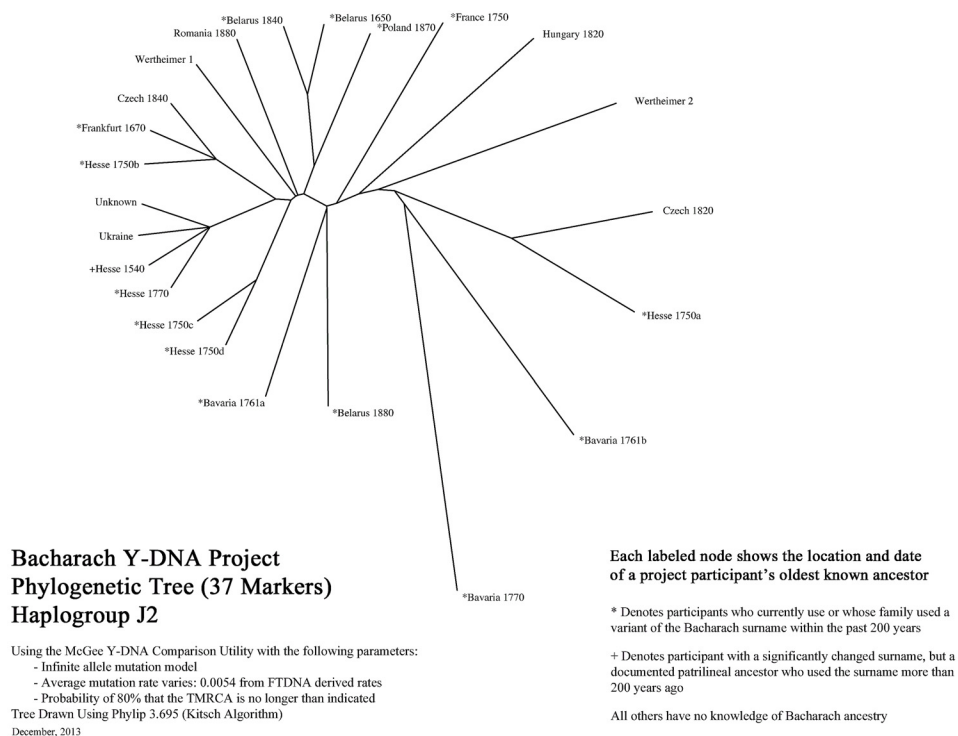 *Belarus 1840
*Belarus 1650
*Poland 1870
*France 1750
Romania 1880
Hungary 1820
Wertheimer 1
Wertheimer 2
Czech 1840
*Frankfurt 1670
*Hesse 1750b
Unknown
Czech 1820
Ukraine
+Hesse 1540
*Hesse 1770
*Hesse 1750a
*Hesse 1750c
*Hesse 1750d
*Bavaria 1761a
*Belarus 1880
*Bavaria 1761b
*Bavaria 1770
Bacharach Y-DNA Project
Phylogenetic Tree (37 Markers)
Haplogroup J2
Using the McGee Y-DNA Comparison Utility with the following parameters:
- Infinite allele mutation model
- Average mutation rate varies: 0.0054 from FTDNA derived rates
- Probability of 80% that the TMRCA is no longer than indicated
Tree Drawn Using Phylip 3.695 (Kitsch Algorithm)
December, 2013
Each labeled node shows the location and date
of a project participant's oldest known ancestor
* Denotes participants who currently use or whose family used a
variant of the Bacharach surname within the past 200 years
+ Denotes participant with a significantly changed surname, but a
documented patrilineal ancestor who used the surname more than
200 years ago
All others have no knowledge of Bacharach ancestry